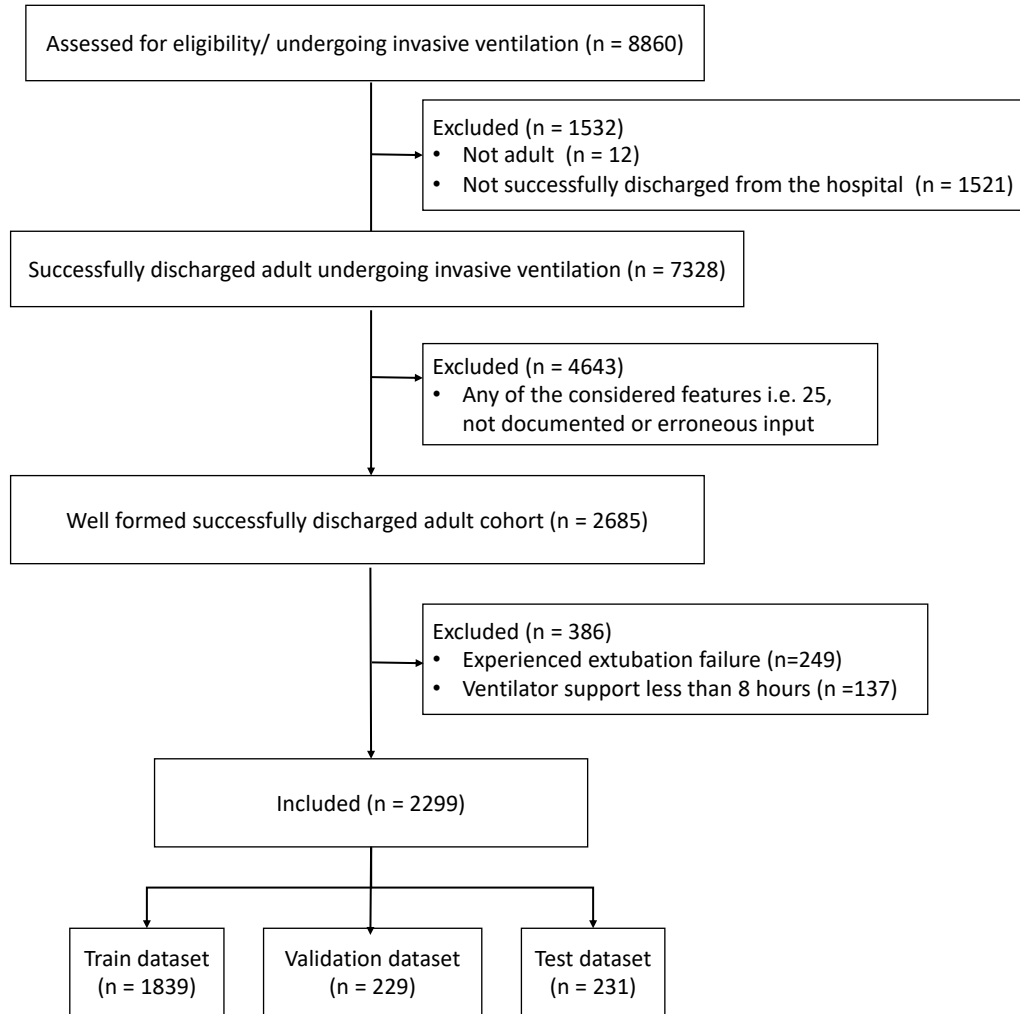 Assessed for eligibility/ undergoing invasive ventilation (n = 8860)
Excluded (n = 1532)
• Not adult (n = 12)
• Not successfully discharged from the hospital (n = 1521)
Successfully discharged adult undergoing invasive ventilation (n = 7328)
Excluded (n = 4643)
• Any of the considered features i.e. 25,
not documented or erroneous input
Well formed successfully discharged adult cohort (n = 2685)
Excluded (n = 386)
• Experienced extubation failure (n=249)
• Ventilator support less than 8 hours (n =137)
Included (n = 2299)
Train dataset
(n = 1839)
Validation dataset
(n = 229)
Test dataset
(n = 231)